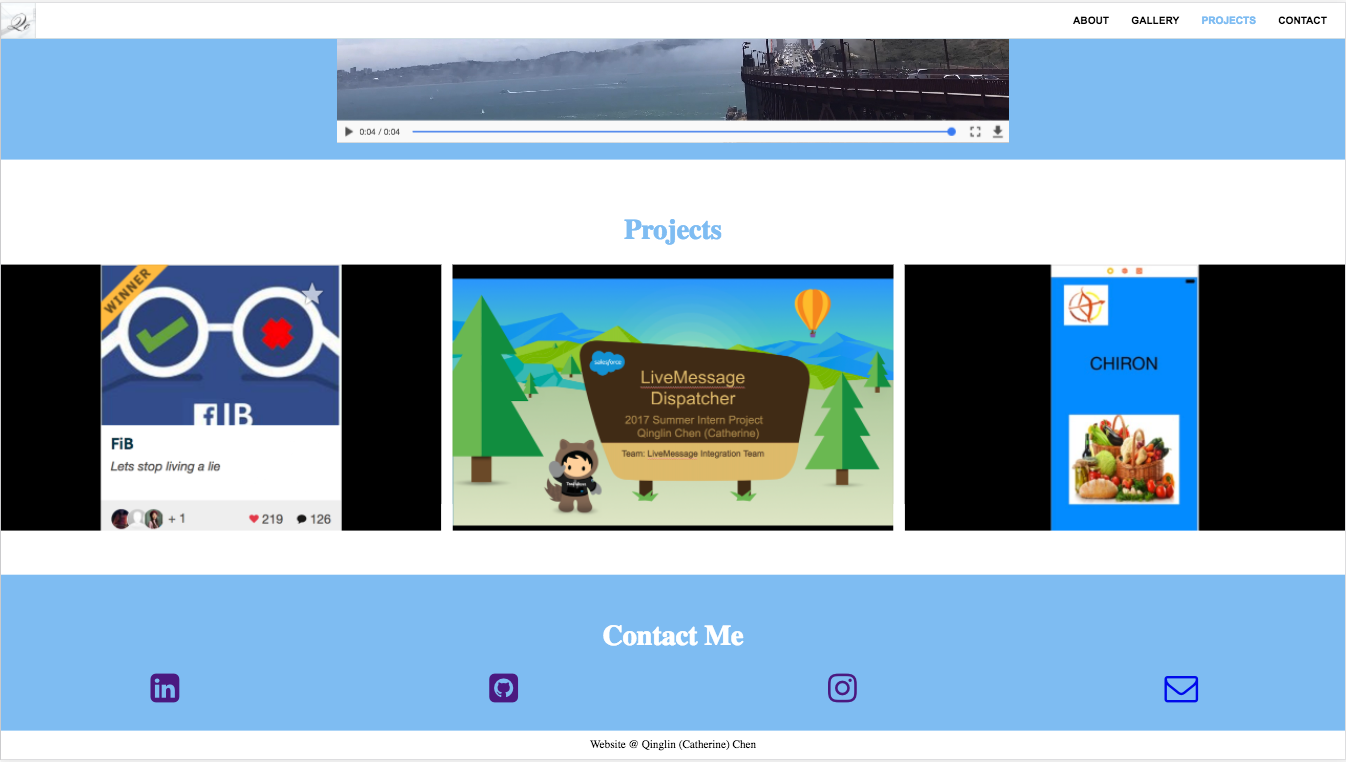 Qc
ABOUT GALLERY PROJECTS CONTACT
0:04 / 0:04
Projects
WINNER
FIB
FiB
Lets stop living a lie
+ 1 219 126
salesforce
LiveMessage
Dispatcher
2017 Summer Intern Project
Qinglin Chen (Catherine)
Team: LiveMessage Integration Team
CHIRON
Contact Me
in
Website @ Qinglin (Catherine) Chen